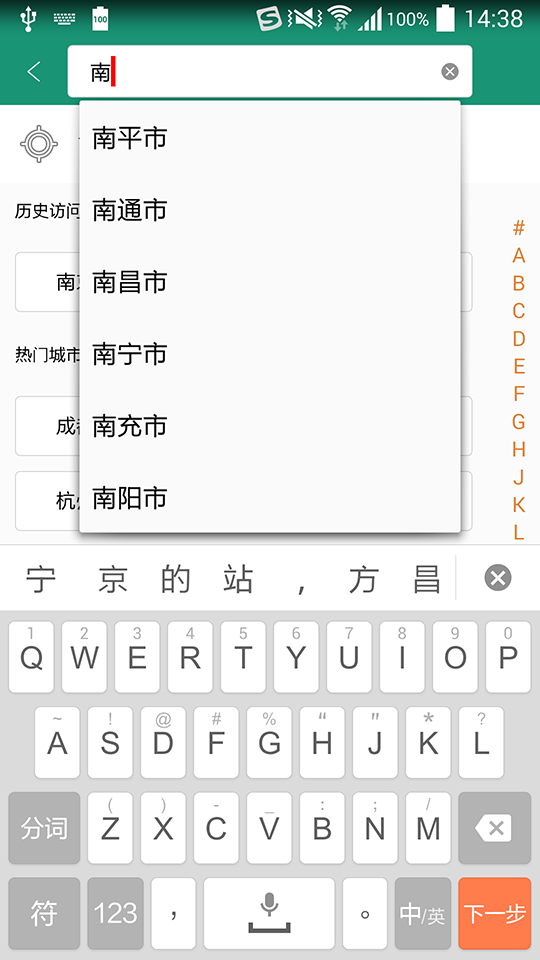 100 100% 14:38
南
南平市
南通市
南昌市
南宁市
南充市
南阳市
历史访问
南
热门城市
成
杭
#
A
B
C
D
E
F
G
H
J
K
L
宁 京 的 站 , 方 昌
1 2 3 4 5 6 7 8 9 0
Q W E R T Y U I O P
~ ! @ # % “ " * ?
A S D F G H J K L
( ) - _ : ; /
分词 Z X C V B N M
符 123 , 。 中/英 下一步